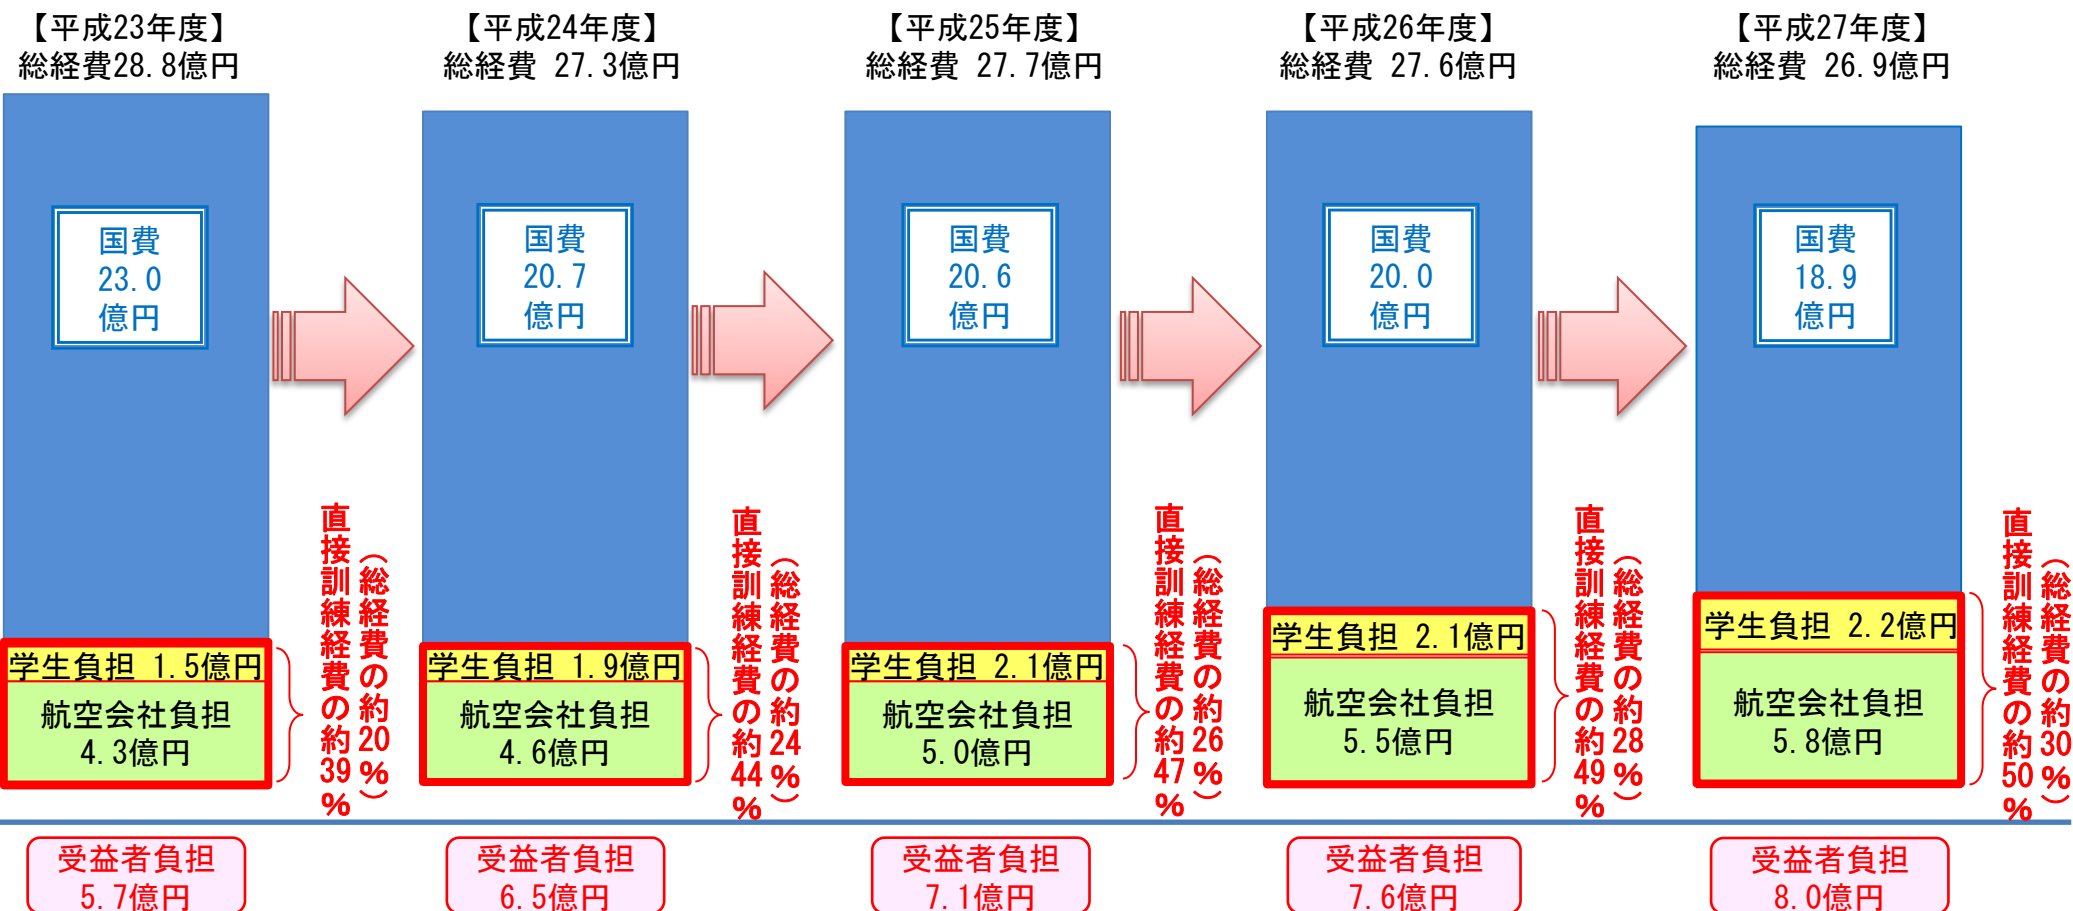 【平成23年度】
総経費28.8億円
国費
23.0
億円
学生負担 1.5億円
航空会社負担
4.3億円
直接訓練経費の約39%
(総経費の約20%)
受益者負担
5.7億円
【平成24年度】
総経費 27.3億円
国費
20.7
億円
学生負担 1.9億円
航空会社負担
4.6億円
直接訓練経費の約44%
(総経費の約24%)
受益者負担
6.5億円
【平成25年度】
総経費 27.7億円
国費
20.6
億円
学生負担 2.1億円
航空会社負担
5.0億円
直接訓練経費の約47%
(総経費の約26%)
受益者負担
7.1億円
【平成26年度】
総経費 27.6億円
国費
20.0
億円
学生負担 2.1億円
航空会社負担
5.5億円
直接訓練経費の約49%
(総経費の約28%)
受益者負担
7.6億円
【平成27年度】
総経費 26.9億円
国費
18.9
億円
学生負担 2.2億円
航空会社負担
5.8億円
直接訓練経費の約50%
(総経費の約30%)
受益者負担
8.0億円